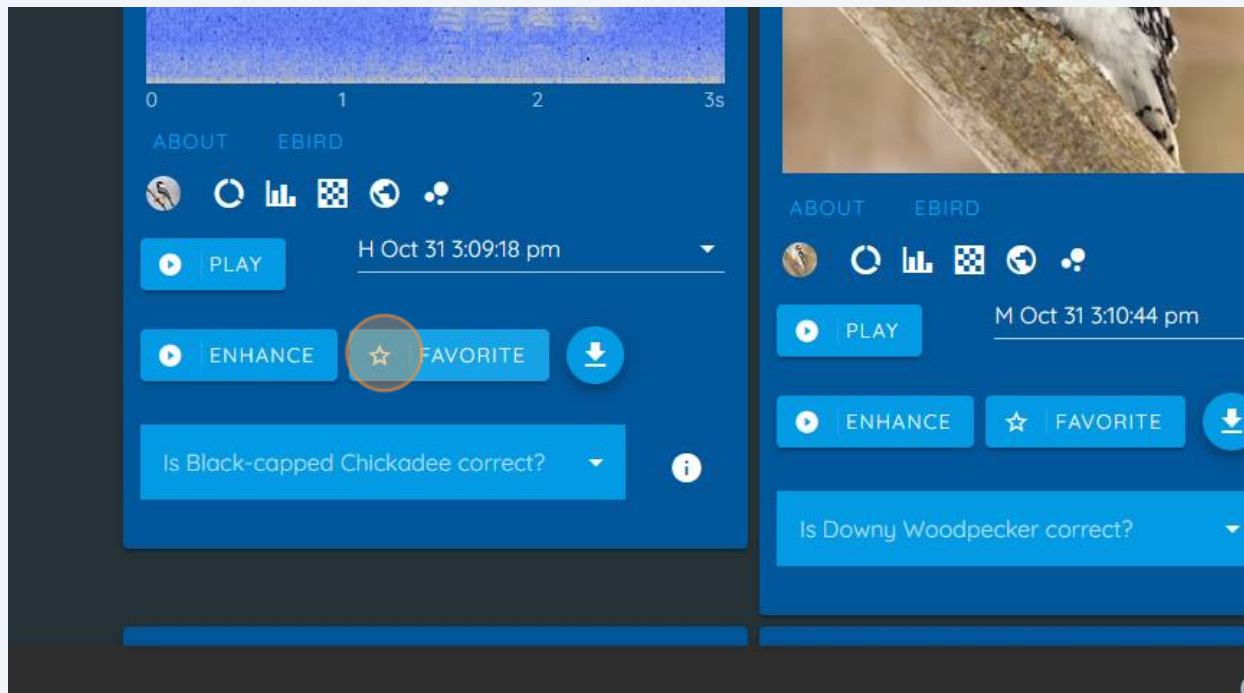 0 1 2 3s
ABOUT EBIRD
H Oct 31 3:09:18 pm
PLAY
ENHANCE FAVORITE
Is Black-capped Chickadee correct?
ABOUT EBIRD
M Oct 31 3:10:44 pm
PLAY
ENHANCE FAVORITE
Is Downy Woodpecker correct?